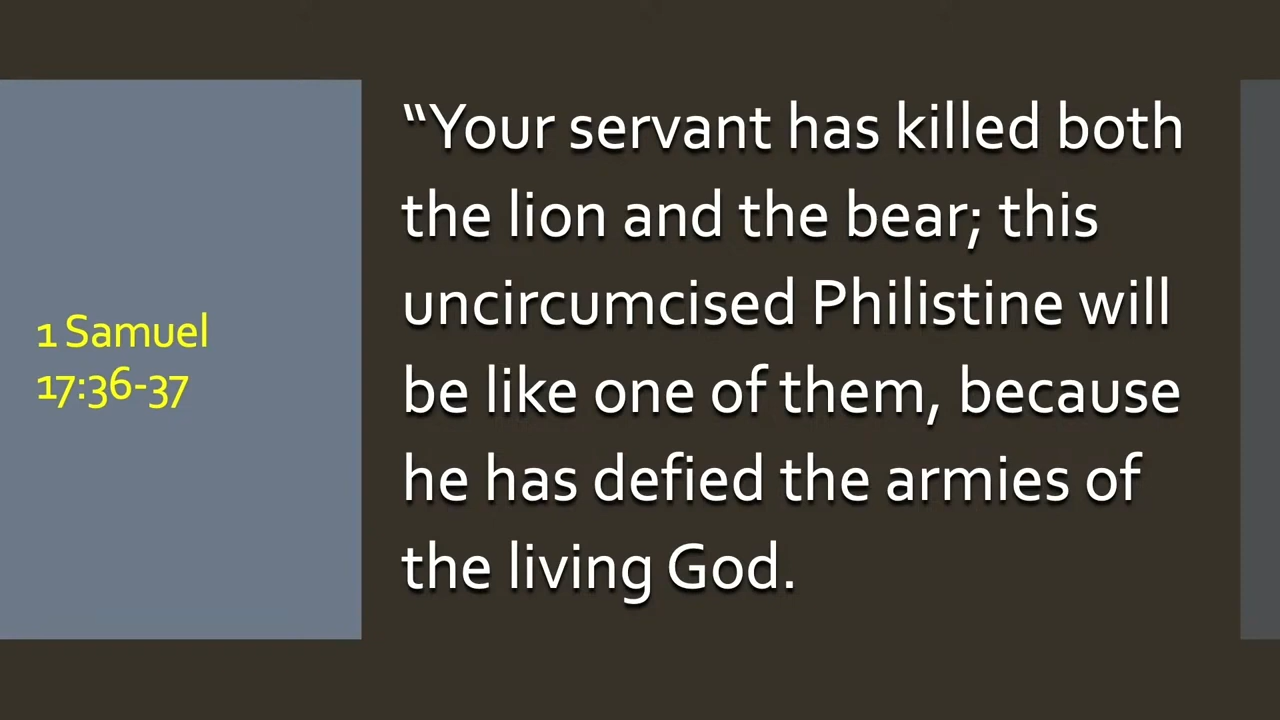 1 Samuel
17:36-37
“Your servant has killed both
the lion and the bear; this
uncircumcised Philistine will
be like one of them, because
he has defied the armies of
the living God.